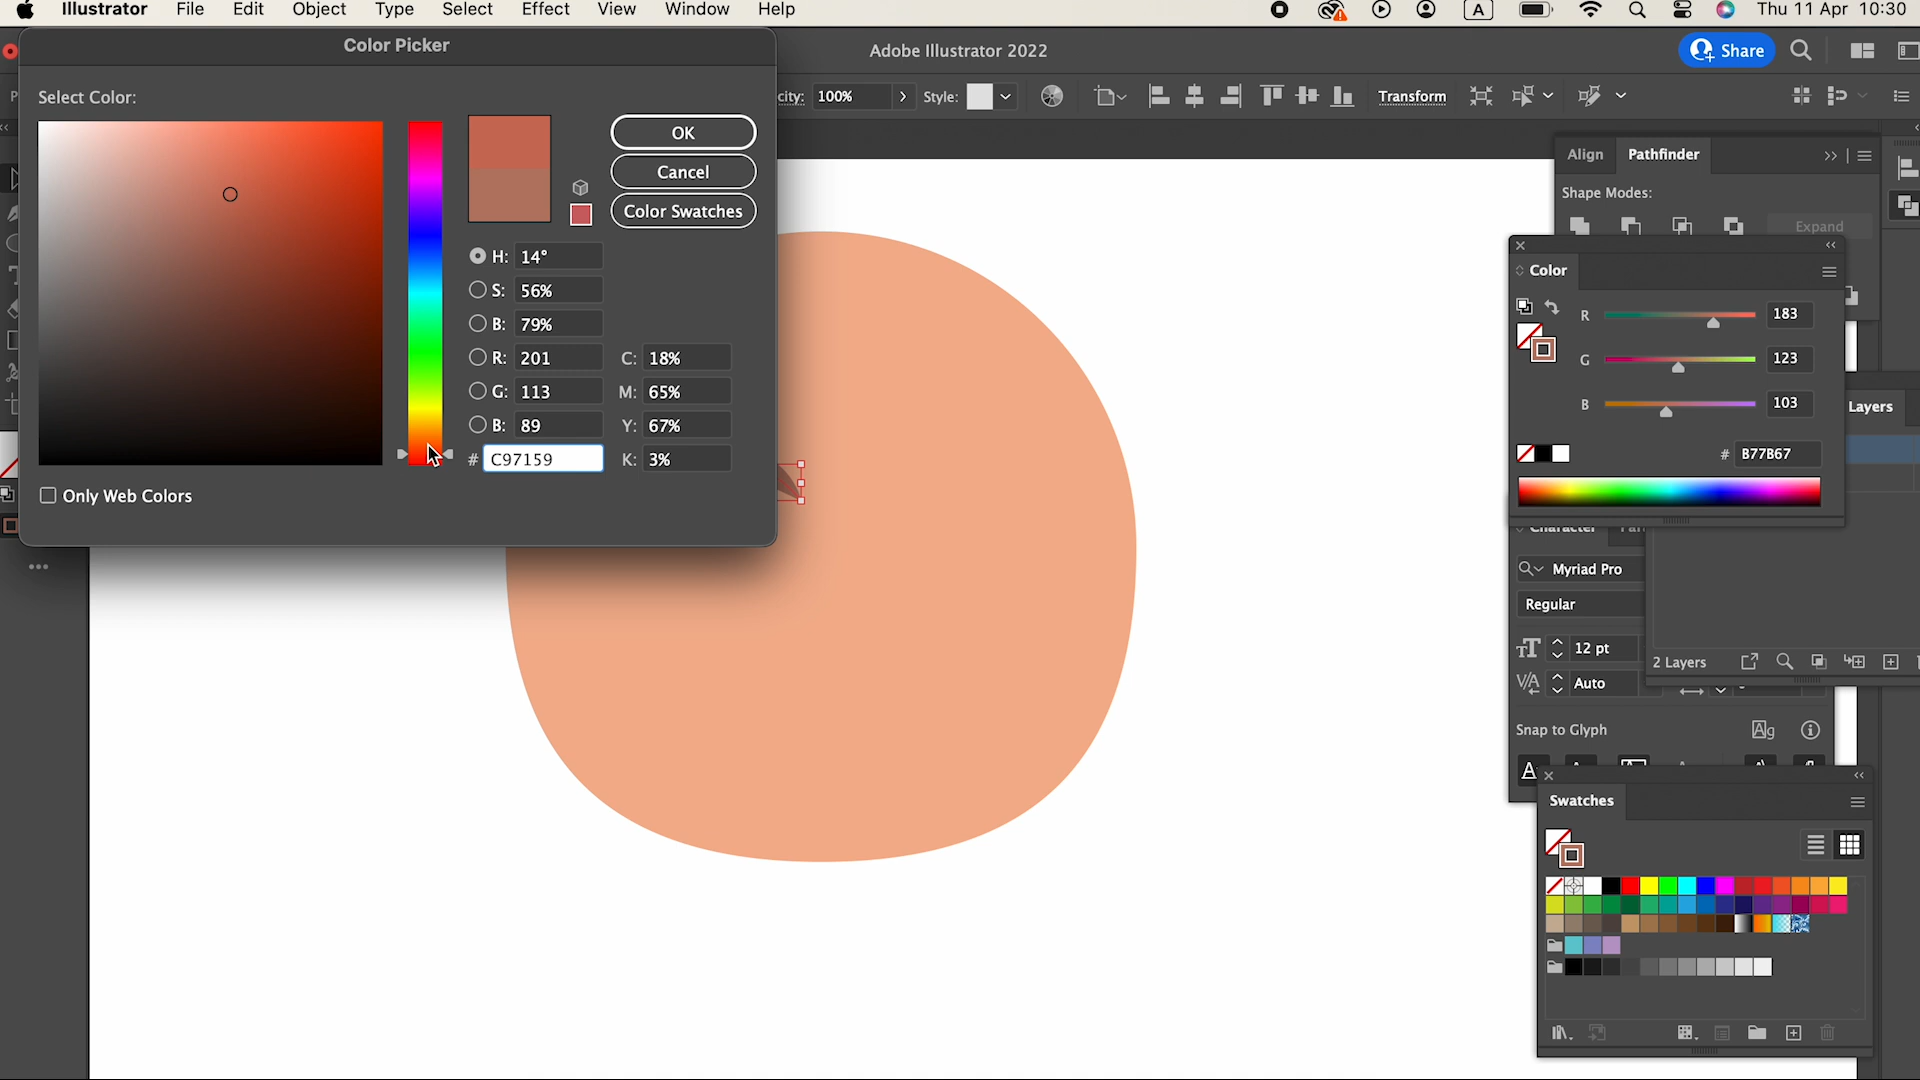 Illustrator File Edit Object Type Select Effect View Window Help A Thu 11 Apr 10:30
Color Picker
Adobe Illustrator 2022
Share
Select Color:
city: 100% Style: Transform
OK
Cancel
Color Swatches
H: 14°
S: 56%
B: 79%
R: 201 C: 18%
G: 113 M: 65%
B: 89 Y: 67%
# C97159 K: 3%
Only Web Colors
Align Pathfinder
Shape Modes:
Expand
Color
R 183
G 123
B 103
# B77B67
Layers
Character
Myriad Pro
Regular
12 pt
2 Layers
Auto
Snap to Glyph
Swatches